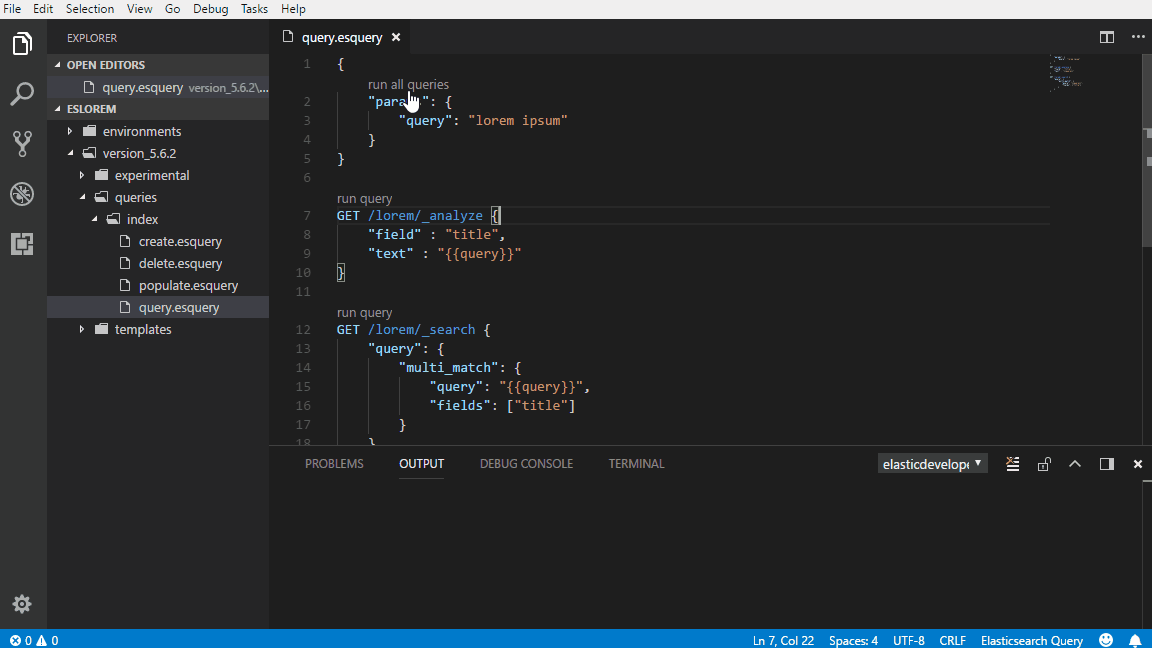 File Edit Selection View Go Debug Tasks Help
EXPLORER
OPEN EDITORS
query.esquery version_5.6.2\...
ESLOREM
environments
version_5.6.2
experimental
queries
index
create.esquery
delete.esquery
populate.esquery
query.esquery
templates
query.esquery
1 {
run all queries
2 "para": {
3 "query": "lorem ipsum"
4 }
5 }
6
run query
7 GET /lorem/_analyze {
8 "field" : "title",
9 "text" : "{{query}}"
10 }
11
run query
12 GET /lorem/_search {
13 "query": {
14 "multi_match": {
15 "query": "{{query}}",
16 "fields": ["title"]
17 }
18 }
PROBLEMS OUTPUT DEBUG CONSOLE TERMINAL
elasticdevelope
0 0
Ln 7, Col 22 Spaces: 4 UTF-8 CRLF Elasticsearch Query